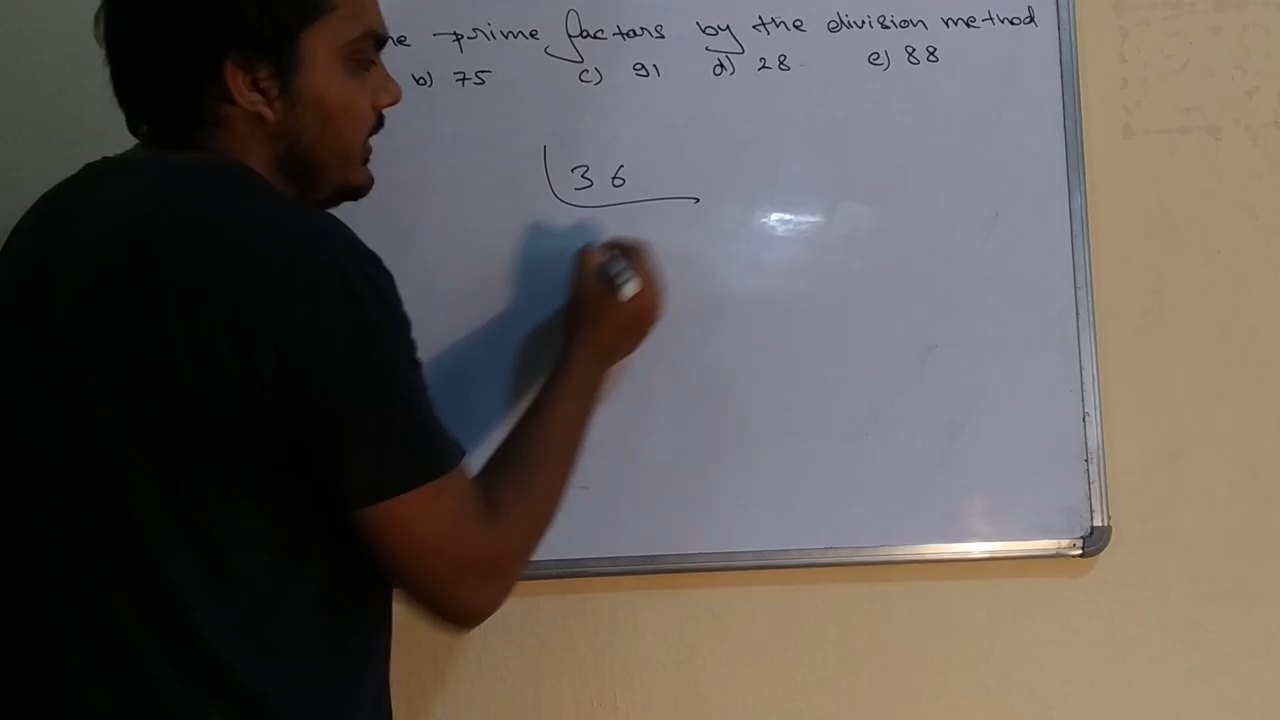 prime factors by the division method
b) 75 c) 91 d) 28 e) 88
36